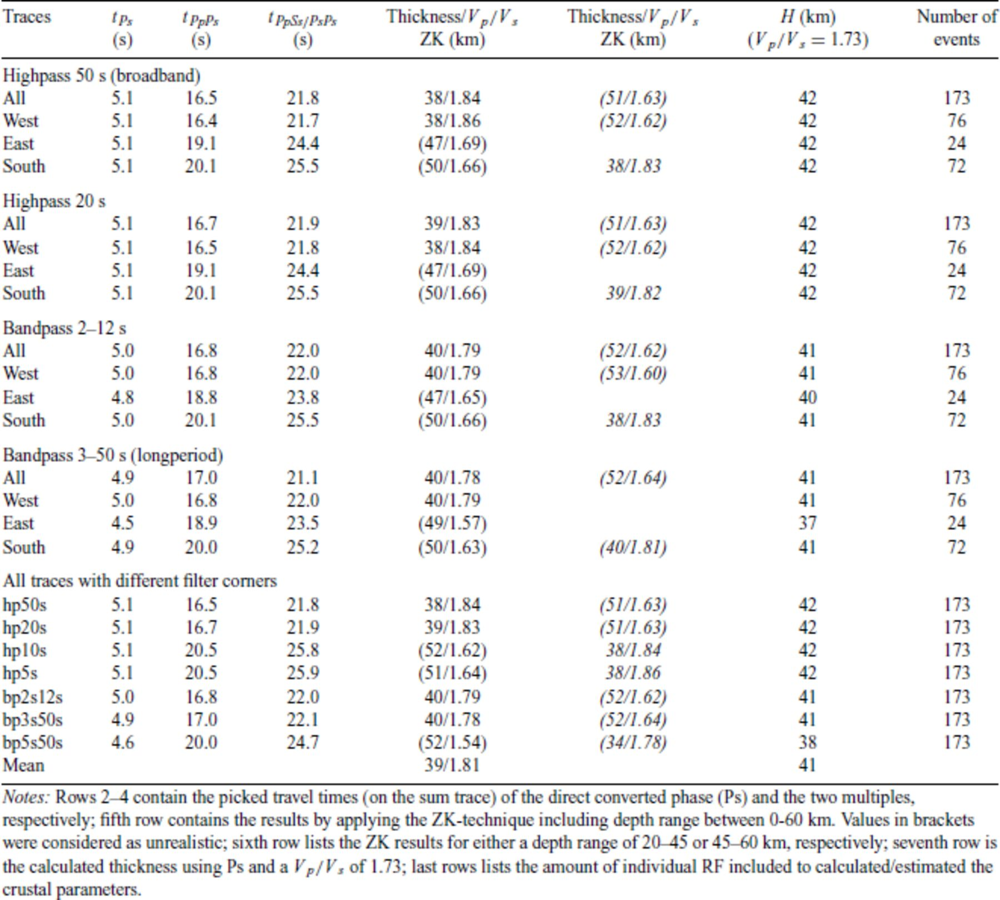 Traces tPs tPpPs tPpSs/PsPs Thickness/Vp/Vs Thickness/Vp/Vs H (km) Number of
(s) (s) (s) ZK (km) ZK (km) (Vp/Vs = 1.73) events
Highpass 50 s (broadband)
All 5.1 16.5 21.8 38/1.84 (51/1.63) 42 173
West 5.1 16.4 21.7 38/1.86 (52/1.62) 42 76
East 5.1 19.1 24.4 (47/1.69) 42 24
South 5.1 20.1 25.5 (50/1.66) 38/1.83 42 72
Highpass 20 s
All 5.1 16.7 21.9 39/1.83 (51/1.63) 42 173
West 5.1 16.5 21.8 38/1.84 (52/1.62) 42 76
East 5.1 19.1 24.4 (47/1.69) 42 24
South 5.1 20.1 25.5 (50/1.66) 39/1.82 42 72
Bandpass 2–12 s
All 5.0 16.8 22.0 40/1.79 (52/1.62) 41 173
West 5.0 16.8 22.0 40/1.79 (53/1.60) 41 76
East 4.8 18.8 23.8 (47/1.65) 40 24
South 5.0 20.1 25.5 (50/1.66) 38/1.83 41 72
Bandpass 3–50 s (longperiod)
All 4.9 17.0 21.1 40/1.78 (52/1.64) 41 173
West 5.0 16.8 22.0 40/1.79 41 76
East 4.5 18.9 23.5 (49/1.57) 37 24
South 4.9 20.0 25.2 (50/1.63) (40/1.81) 41 72
All traces with different filter corners
hp50s 5.1 16.5 21.8 38/1.84 (51/1.63) 42 173
hp20s 5.1 16.7 21.9 39/1.83 (51/1.63) 42 173
hp10s 5.1 20.5 25.8 (52/1.62) 38/1.84 42 173
hp5s 5.1 20.5 25.9 (51/1.64) 38/1.86 42 173
bp2s12s 5.0 16.8 22.0 40/1.79 (52/1.62) 41 173
bp3s50s 4.9 17.0 22.1 40/1.78 (52/1.64) 41 173
bp5s50s 4.6 20.0 24.7 (52/1.54) (34/1.78) 38 173
Mean 39/1.81 41
Notes: Rows 2–4 contain the picked travel times (on the sum trace) of the direct converted phase (Ps) and the two multiples,
respectively; fifth row contains the results by applying the ZK-technique including depth range between 0-60 km. Values in brackets
were considered as unrealistic; sixth row lists the ZK results for either a depth range of 20–45 or 45–60 km, respectively; seventh row is
the calculated thickness using Ps and a Vp/Vs of 1.73; last rows lists the amount of individual RF included to calculated/estimated the
crustal parameters.